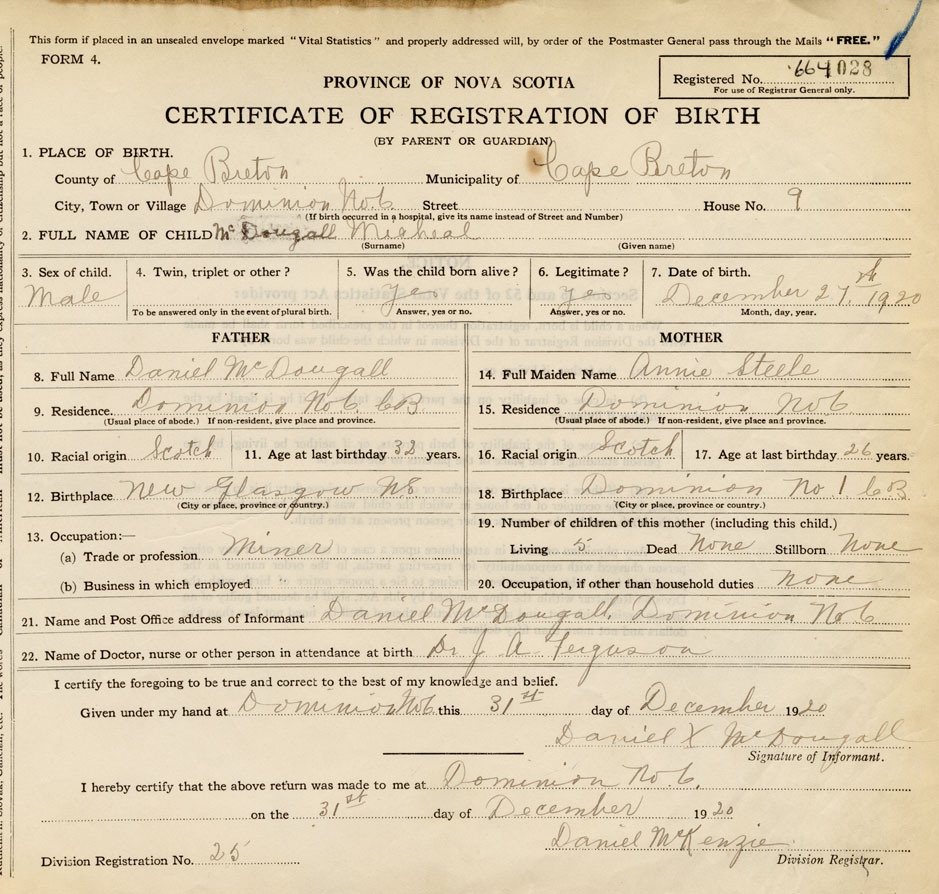 This form if placed in an unsealed envelope marked "Vital Statistics" and properly addressed will, by order of the Postmaster General pass through the Mails "FREE."
FORM 4.
Registered No. 664028
For use of Registrar General only.
PROVINCE OF NOVA SCOTIA
CERTIFICATE OF REGISTRATION OF BIRTH
(BY PARENT OR GUARDIAN)
1. PLACE OF BIRTH.
County of Cape Breton Municipality of Cape Breton
City, Town or Village Dominion No 6 Street House No. 9
(If birth occurred in a hospital, give its name instead of Street and Number)
2. FULL NAME OF CHILD McDougall Micheal
(Surname) (Given name)
3. Sex of child. 4. Twin, triplet or other? 5. Was the child born alive? 6. Legitimate? 7. Date of birth.
Male Yes Yes December 27th 1920
To be answered only in the event of plural birth. Answer, yes or no. Answer, yes or no. Month, day, year.
FATHER
8. Full Name Daniel McDougall
9. Residence. Dominion No 6 C.B.
(Usual place of abode.) If non-resident, give place and province.
10. Racial origin Scotch 11. Age at last birthday 32 years.
12. Birthplace New Glasgow NS
(City or place, province or country.)
13. Occupation:—
(a) Trade or profession Miner
(b) Business in which employed "
MOTHER
14. Full Maiden Name Annie Steele
15. Residence Dominion No 6
(Usual place of abode.) If non-resident, give place and province.
16. Racial origin Scotch 17. Age at last birthday 26 years.
18. Birthplace Dominion No 1 C.B.
(City or place, province or country.)
19. Number of children of this mother (including this child.)
Living 5 Dead None Stillborn None
20. Occupation, if other than household duties none
21. Name and Post Office address of Informant Daniel McDougall, Dominion No 6
22. Name of Doctor, nurse or other person in attendance at birth Dr J A Ferguson
I certify the foregoing to be true and correct to the best of my knowledge and belief.
Given under my hand at Dominion No 6 this 31st day of December 1920
Daniel X McDougall
Signature of Informant.
I hereby certify that the above return was made to me at Dominion No 6.
on the 31st day of December 1920
Daniel McKenzie
Division Registration No. 25 Division Registrar.